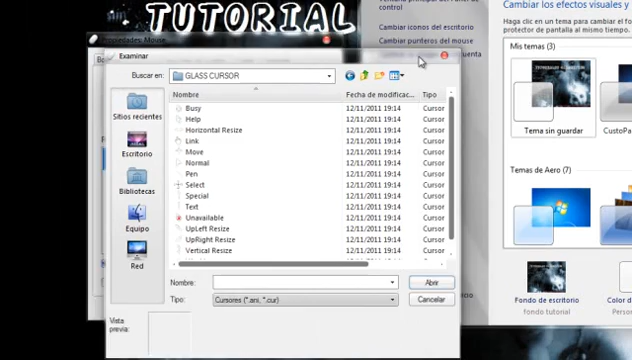 TUTORIAL
Propiedades: Mouse
Examinar
Buscar en:
GLASS CURSOR
Nombre
Fecha de modificac...
Tipo
Busy 12/11/2011 19:14 Cursor
Help 12/11/2011 19:14 Cursor
Horizontal Resize 12/11/2011 19:14 Cursor
Link 12/11/2011 19:14 Cursor
Move 12/11/2011 19:14 Cursor
Normal 12/11/2011 19:14 Cursor
Pen 12/11/2011 19:14 Cursor
Select 12/11/2011 19:14 Cursor
Special 12/11/2011 19:14 Cursor
Text 12/11/2011 19:14 Cursor
Unavailable 12/11/2011 19:14 Cursor
UpLeft Resize 12/11/2011 19:14 Cursor
UpRight Resize 12/11/2011 19:14 Cursor
Vertical Resize 12/11/2011 19:14 Cursor
Sitios recientes
Escritorio
Bibliotecas
Equipo
Red
Nombre:
Abrir
Tipo:
Cursores (*.ani, *.cur)
Cancelar
Vista
previa:
control
Cambiar iconos del escritorio
Cambiar punteros del mouse
cuenta
Cambiar los efectos visuales y
Haga clic en un tema para cambiar el fo
protector de pantalla al mismo tiempo.
Mis temas (3)
Tema sin guardar
CustoPa
Temas de Aero (7)
Fondo de escritorio
fondo tutorial
Color d
Person